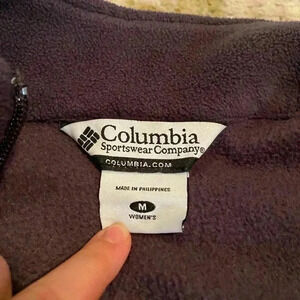 Columbia
Sportswear Company®
COLUMBIA.COM
MADE IN PHILIPPINES
M
WOMEN'S